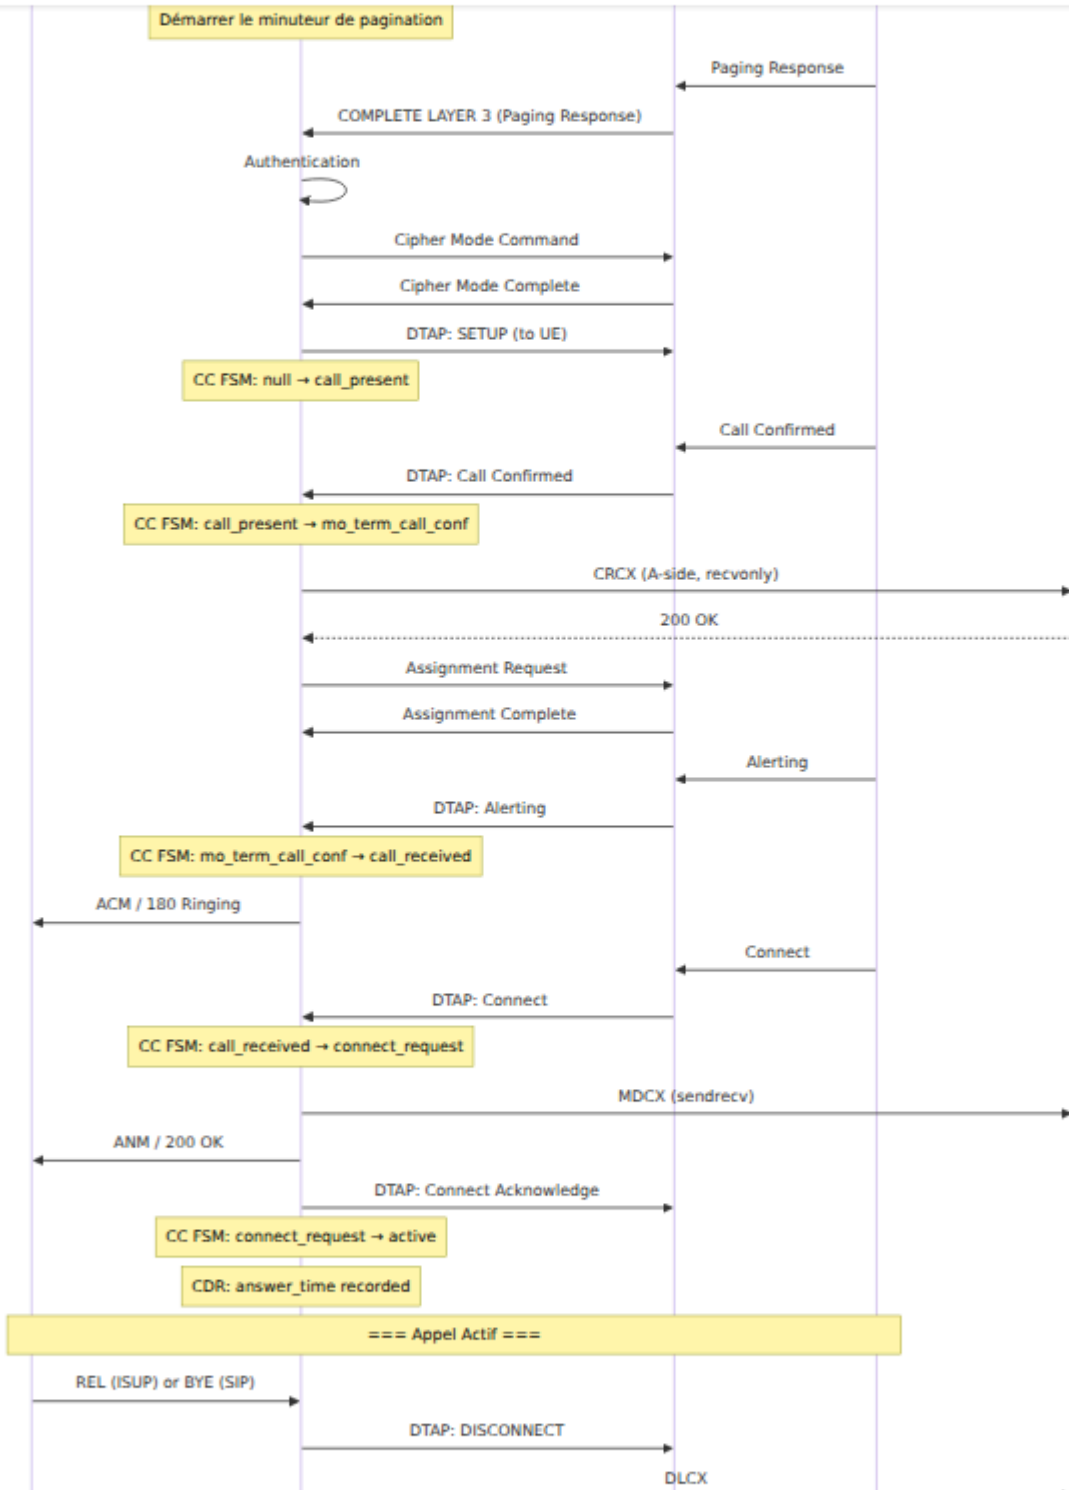 Démarrer le minuteur de pagination
Paging Response
COMPLETE LAYER 3 (Paging Response)
Authentication
Cipher Mode Command
Cipher Mode Complete
DTAP: SETUP (to UE)
CC FSM: null → call_present
Call Confirmed
DTAP: Call Confirmed
CC FSM: call_present → mo_term_call_conf
CRCX (A-side, recvonly)
200 OK
Assignment Request
Assignment Complete
Alerting
DTAP: Alerting
CC FSM: mo_term_call_conf → call_received
ACM / 180 Ringing
Connect
DTAP: Connect
CC FSM: call_received → connect_request
MDCX (sendrecv)
ANM / 200 OK
DTAP: Connect Acknowledge
CC FSM: connect_request → active
CDR: answer_time recorded
=== Appel Actif ===
REL (ISUP) or BYE (SIP)
DTAP: DISCONNECT
DLCX